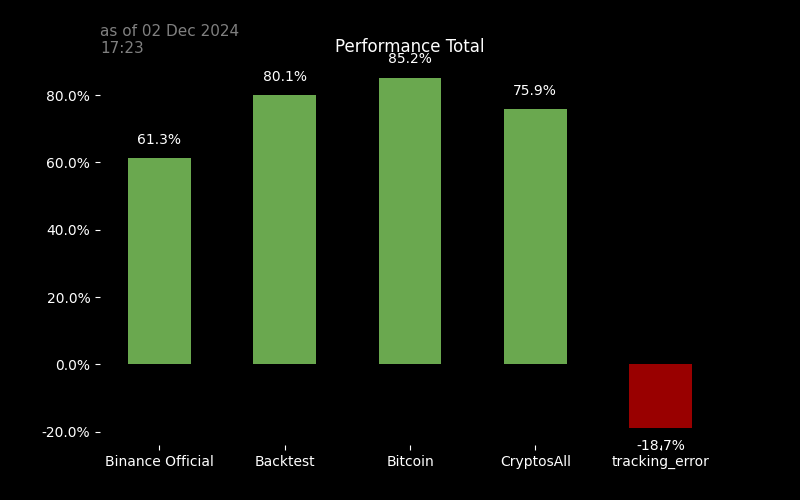 as of 02 Dec 2024
17:23
Performance Total
85.2%
80.1%
75.9%
61.3%
80.0%
60.0%
40.0%
20.0%
0.0%
-20.0%
-18.7%
Binance Official
Backtest
Bitcoin
CryptosAll
tracking_error